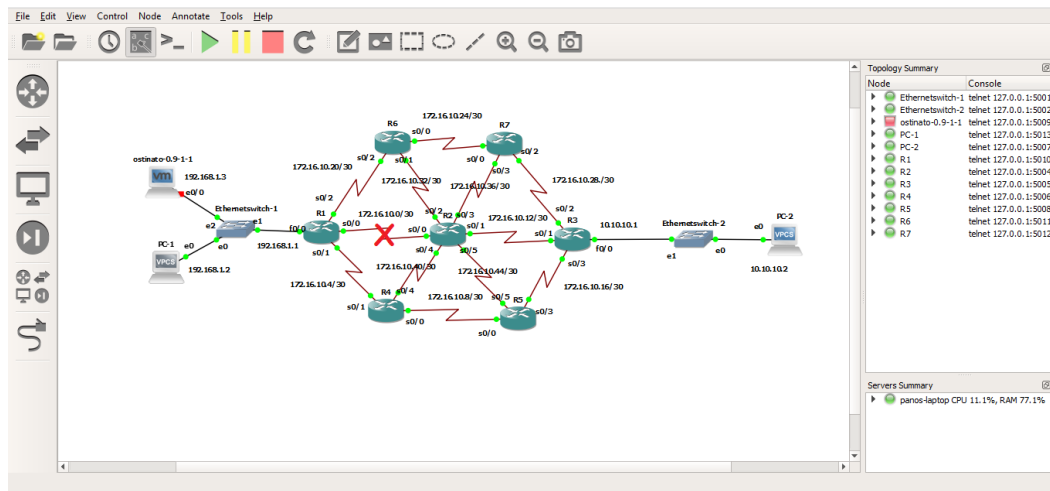 File Edit View Control Node Annotate Tools Help
Topology Summary
Node Console
Ethernetswitch-1 telnet 127.0.0.1:5001
Ethernetswitch-2 telnet 127.0.0.1:5002
ostinato-0.9-1-1 telnet 127.0.0.1:5009
PC-1 telnet 127.0.0.1:5013
PC-2 telnet 127.0.0.1:5007
R1 telnet 127.0.0.1:5010
R2 telnet 127.0.0.1:5004
R3 telnet 127.0.0.1:5005
R4 telnet 127.0.0.1:5006
R5 telnet 127.0.0.1:5008
R6 telnet 127.0.0.1:5011
R7 telnet 127.0.0.1:5012
172.16.10.24/30
R6
s0/0
R7
s0/2
s0/1
s0/0
s0/2
s0/3
ostinato-0.9-1-1
vm
192.168.1.3
e0/0
172.16.10.20/30
172.16.10.32/30
172.16.10.36/30
172.16.10.28./30
s0/2
Ethernetswitch-1
e1
e2
R1
172.16.10.0/30
s0/2
s0/3
R2
s0/1
172.16.10.12/30
s0/2
R3
10.10.10.1
Ethernetswitch-2
PC-2
e0
VPCS
f0/0
s0/0
s0/0
s0/1
PC-1
e0
e0
192.168.1.1
s0/1
s0/4
s0/5
s0/3
f0/0
e1
e0
VPCS
192.168.1.2
172.16.10.40/30
172.16.10.44/30
10.10.10.2
172.16.10.4/30
R4
s0/4
172.16.10.8/30
s0/5
R5
172.16.10.16/30
s0/1
s0/0
s0/3
s0/0
Servers Summary
panos-laptop CPU 11.1%, RAM 77.1%